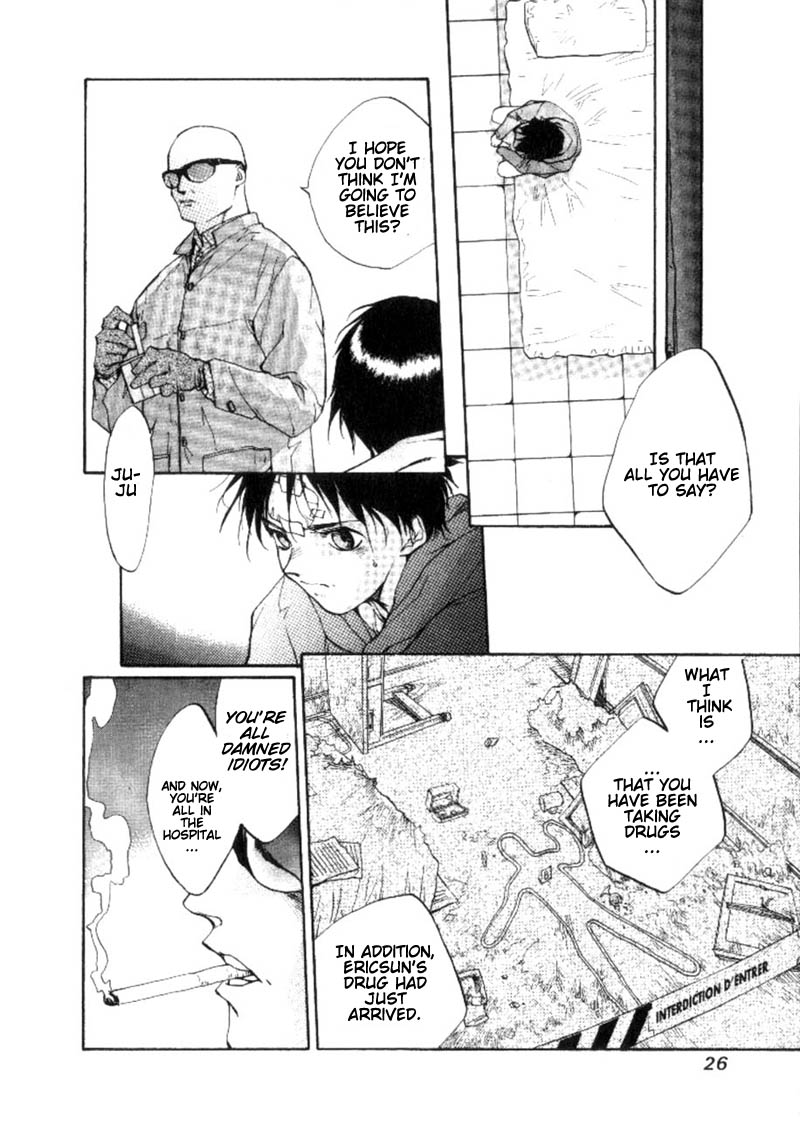 IS THAT
ALL YOU HAVE
TO SAY?
I HOPE
YOU DON'T
THINK I'M
GOING TO
BELIEVE
THIS?
JU-
JU
WHAT
I
THINK
IS
...
...
THAT YOU
HAVE BEEN
TAKING
DRUGS
...
IN ADDITION,
ERICSUN'S
DRUG HAD
JUST
ARRIVED.
INTERDICTION D'ENTRER
YOU'RE
ALL
DAMNED
IDIOTS!
AND NOW,
YOU'RE
ALL IN
THE
HOSPITAL
...
26